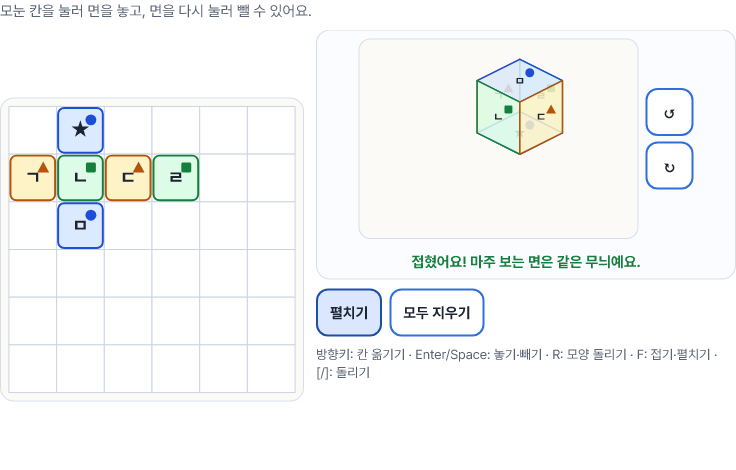 모눈 칸을 눌러 면을 놓고, 면을 다시 눌러 뺄 수 있어요.
★
ㄱ ㄴ ㄷ ㄹ
ㅁ
ㅁ
ㄴ ㄷ
↺
↻
접혔어요! 마주 보는 면은 같은 무늬예요.
펼치기 모두 지우기
방향키: 칸 옮기기 · Enter/Space: 놓기·빼기 · R: 모양 돌리기 · F: 접기·펼치기 ·
[/]: 돌리기